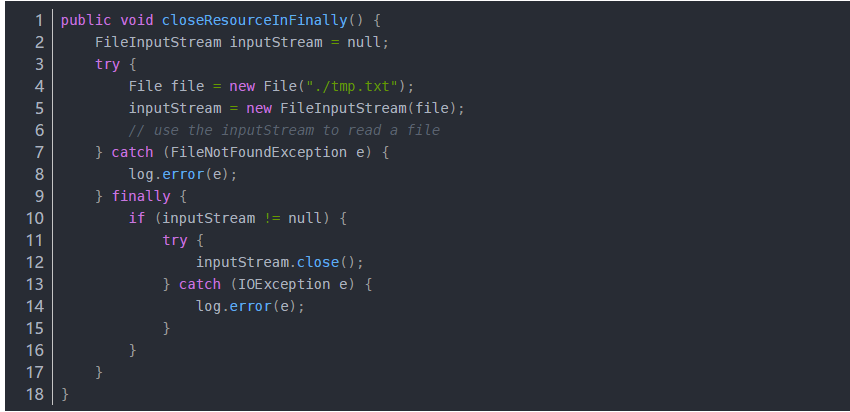 1 public void closeResourceInFinally() {
2     FileInputStream inputStream = null;
3     try {
4         File file = new File("./tmp.txt");
5         inputStream = new FileInputStream(file);
6         // use the inputStream to read a file
7     } catch (FileNotFoundException e) {
8         log.error(e);
9     } finally {
10         if (inputStream != null) {
11             try {
12                 inputStream.close();
13             } catch (IOException e) {
14                 log.error(e);
15             }
16         }
17     }
18 }